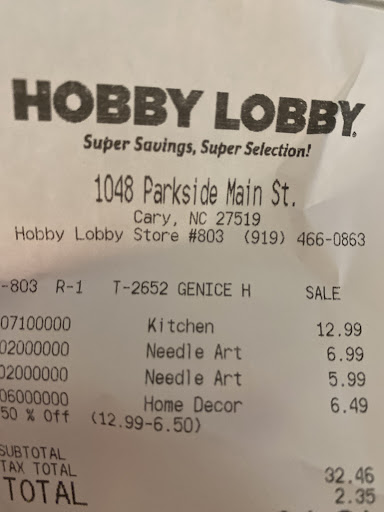 HOBBY LOBBY
Super Savings, Super Selection!
1048 Parkside Main St.
Cary, NC 27519
Hobby Lobby Store #803 (919) 466-0863
-803 R-1 T-2652 GENICE H SALE
07100000 Kitchen 12.99
02000000 Needle Art 6.99
02000000 Needle Art 5.99
06000000 Home Decor 6.49
50 % Off (12.99-6.50)
SUBTOTAL 32.46
TAX TOTAL 2.35
TOTAL